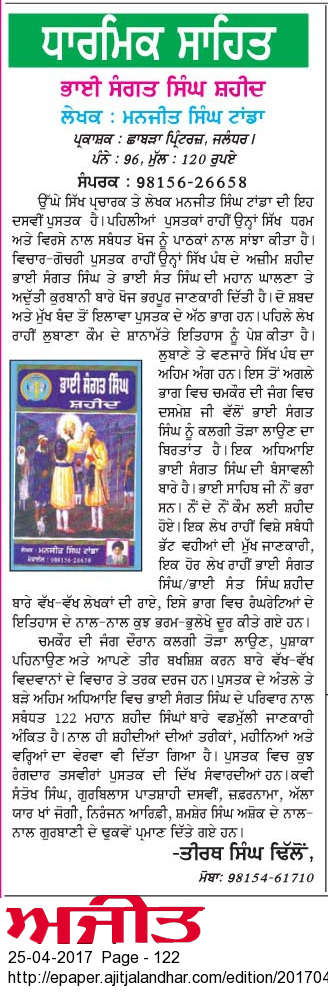 ਧਾਰਮਿਕ ਸਾਹਿਤ
ਭਾਈ ਸੰਗਤ ਸਿੰਘ ਸ਼ਹੀਦ
ਲੇਖਕ : ਮਨਜੀਤ ਸਿੰਘ ਟਾਂਡਾ
ਪ੍ਰਕਾਸ਼ਕ : ਛਾਬੜਾ ਪ੍ਰਿੰਟਰਜ਼, ਜਲੰਧਰ।
ਪੰਨੇ : 96, ਮੁੱਲ : 120 ਰੁਪਏ
ਸੰਪਰਕ : 98156-26658
ਉੱਘੇ ਸਿੱਖ ਪ੍ਰਚਾਰਕ ਤੇ ਲੇਖਕ ਮਨਜੀਤ ਸਿੰਘ ਟਾਂਡਾ ਦੀ ਇਹ
ਦਸਵੀਂ ਪੁਸਤਕ ਹੈ। ਪਹਿਲੀਆਂ ਪੁਸਤਕਾਂ ਰਾਹੀਂ ਉਨ੍ਹਾਂ ਸਿੱਖ ਧਰਮ
ਅਤੇ ਵਿਰਸੇ ਨਾਲ ਸਬੰਧਤ ਖੋਜ ਨੂੰ ਪਾਠਕਾਂ ਨਾਲ ਸਾਂਝਾ ਕੀਤਾ ਹੈ।
ਵਿਚਾਰ-ਗੋਚਰੀ ਪੁਸਤਕ ਰਾਹੀਂ ਉਨ੍ਹਾਂ ਸਿੱਖ ਪੰਥ ਦੇ ਅਜ਼ੀਮ ਸ਼ਹੀਦ
ਭਾਈ ਸੰਗਤ ਸਿੰਘ ਤੇ ਭਾਈ ਸੰਤ ਸਿੰਘ ਦੀ ਮਹਾਨ ਘਾਲਣਾ ਤੇ
ਅਦੁੱਤੀ ਕੁਰਬਾਨੀ ਬਾਰੇ ਖੋਜ ਭਰਪੂਰ ਜਾਣਕਾਰੀ ਦਿੱਤੀ ਹੈ। ਦੋ ਸ਼ਬਦ
ਅਤੇ ਮੁੱਖ ਬੰਦ ਤੋਂ ਇਲਾਵਾ ਪੁਸਤਕ ਦੇ ਅੱਠ ਭਾਗ ਹਨ। ਪਹਿਲੇ ਲੇਖ
ਰਾਹੀਂ ਲੁਬਾਣਾ ਕੌਮ ਦੇ ਸ਼ਾਨਾਮੱਤੇ ਇਤਿਹਾਸ ਨੂੰ ਪੇਸ਼ ਕੀਤਾ ਹੈ।
ਲੁਬਾਣੇ ਤੇ ਵਣਜਾਰੇ ਸਿੱਖ ਪੰਥ ਦਾ
ਅਹਿਮ ਅੰਗ ਹਨ। ਇਸ ਤੋਂ ਅਗਲੇ
ਭਾਗ ਵਿਚ ਚਮਕੌਰ ਦੀ ਜੰਗ ਵਿਚ
ਦਸਮੇਸ਼ ਜੀ ਵੱਲੋਂ ਭਾਈ ਸੰਗਤ
ਸਿੰਘ ਨੂੰ ਕਲਗੀ ਤੋੜਾ ਲਾਉਣ ਦਾ
ਬਿਰਤਾਂਤ ਹੈ। ਇਕ ਅਧਿਆਇ
ਭਾਈ ਸੰਗਤ ਸਿੰਘ ਦੀ ਬੰਸਾਵਲੀ
ਬਾਰੇ ਹੈ। ਭਾਈ ਸਾਹਿਬ ਜੀ ਨੌਂ ਭਰਾ
ਸਨ। ਨੌਂ ਦੇ ਨੌਂ ਕੌਮ ਲਈ ਸ਼ਹੀਦ
ਹੋਏ। ਇਕ ਲੇਖ ਰਾਹੀਂ ਵਿਸ਼ੇ ਸਬੰਧੀ
ਭੱਟ ਵਹੀਆਂ ਦੀ ਮੁੱਖ ਜਾਣਕਾਰੀ,
ਇਕ ਹੋਰ ਲੇਖ ਰਾਹੀਂ ਭਾਈ ਸੰਗਤ
ਸਿੰਘ/ਭਾਈ ਸੰਤ ਸਿੰਘ ਸ਼ਹੀਦ
ਭਾਈ ਸੰਗਤ ਸਿੰਘ
ਸ਼ਹੀਦ
ਲੇਖਕ : ਮਨਜੀਤ ਸਿੰਘ ਟਾਂਡਾ
ਮੋਬਾਇਲ : 98156-26658
ਬਾਰੇ ਵੱਖ-ਵੱਖ ਲੇਖਕਾਂ ਦੀ ਰਾਏ, ਇਸੇ ਭਾਗ ਵਿਚ ਰੰਘਰੇਟਿਆਂ ਦੇ
ਇਤਿਹਾਸ ਦੇ ਨਾਲ-ਨਾਲ ਕੁਝ ਭਰਮ-ਭੁਲੇਖੇ ਦੂਰ ਕੀਤੇ ਗਏ ਹਨ।
ਚਮਕੌਰ ਦੀ ਜੰਗ ਦੌਰਾਨ ਕਲਗੀ ਤੋੜਾ ਲਾਉਣ, ਪੁਸ਼ਾਕਾ
ਪਹਿਨਾਉਣ ਅਤੇ ਆਪਣੇ ਤੀਰ ਬਖਸ਼ਿਸ਼ ਕਰਨ ਬਾਰੇ ਵੱਖ-ਵੱਖ
ਵਿਦਵਾਨਾਂ ਦੇ ਵਿਚਾਰ ਤੇ ਤਰਕ ਦਰਜ ਹਨ। ਪੁਸਤਕ ਦੇ ਅੰਤਲੇ ਤੇ
ਬੜੇ ਅਹਿਮ ਅਧਿਆਇ ਵਿਚ ਭਾਈ ਸੰਗਤ ਸਿੰਘ ਦੇ ਪਰਿਵਾਰ ਨਾਲ
ਸਬੰਧਤ 122 ਮਹਾਨ ਸ਼ਹੀਦ ਸਿੰਘਾਂ ਬਾਰੇ ਵਡਮੁੱਲੀ ਜਾਣਕਾਰੀ
ਅੰਕਿਤ ਹੈ। ਨਾਲ ਹੀ ਸ਼ਹੀਦੀਆਂ ਦੀਆਂ ਤਰੀਕਾਂ, ਮਹੀਨਿਆਂ ਅਤੇ
ਵਰ੍ਹਿਆਂ ਦਾ ਵੇਰਵਾ ਵੀ ਦਿੱਤਾ ਗਿਆ ਹੈ। ਪੁਸਤਕ ਵਿਚ ਕੁਝ
ਰੰਗਦਾਰ ਤਸਵੀਰਾਂ ਪੁਸਤਕ ਦੀ ਦਿੱਖ ਸੰਵਾਰਦੀਆਂ ਹਨ। ਕਵੀ
ਸੰਤੋਖ ਸਿੰਘ, ਗੁਰਬਿਲਾਸ ਪਾਤਸ਼ਾਹੀ ਦਸਵੀਂ, ਜ਼ਫ਼ਰਨਾਮਾ, ਅੱਲਾ
ਯਾਰ ਖਾਂ ਜੋਗੀ, ਨਿਰੰਜਨ ਆਰਿਫ਼ੀ, ਸ਼ਮਸ਼ੇਰ ਸਿੰਘ ਅਸ਼ੋਕ ਦੇ ਨਾਲ-
ਨਾਲ ਗੁਰਬਾਣੀ ਦੇ ਢੁਕਵੇਂ ਪ੍ਰਮਾਣ ਦਿੱਤੇ ਗਏ ਹਨ।
-ਤੀਰਥ ਸਿੰਘ ਢਿੱਲੋਂ,
ਮੋਬਾ: 98154-61710
ਅਜੀਤ
25-04-2017 Page - 122
http://epaper.ajitjalandhar.com/edition/201704